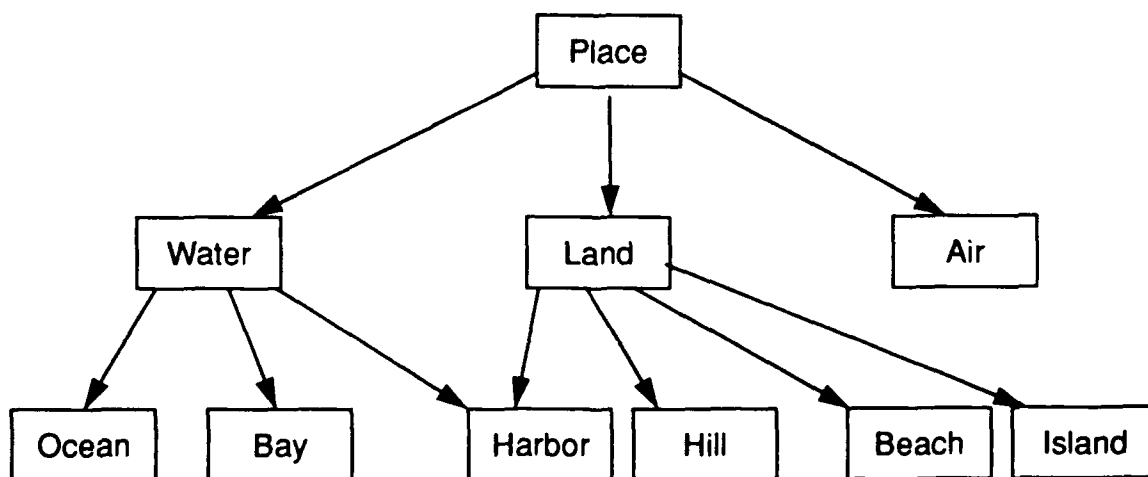 Place
Water
Land
Air
Ocean
Bay
Harbor
Hill
Beach
Island